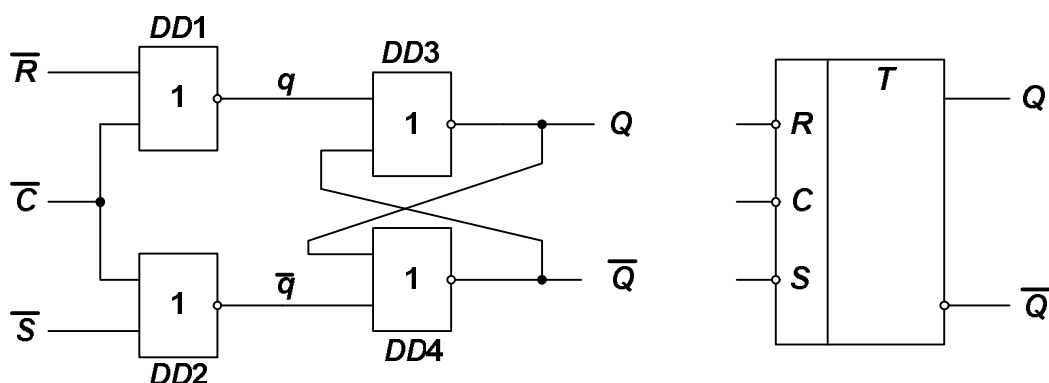 DD1
R̅
1
q
DD3
1
Q
C̅
DD2
1
q̅
S̅
1
Q̅
DD4
T
R
C
S
Q
Q̅